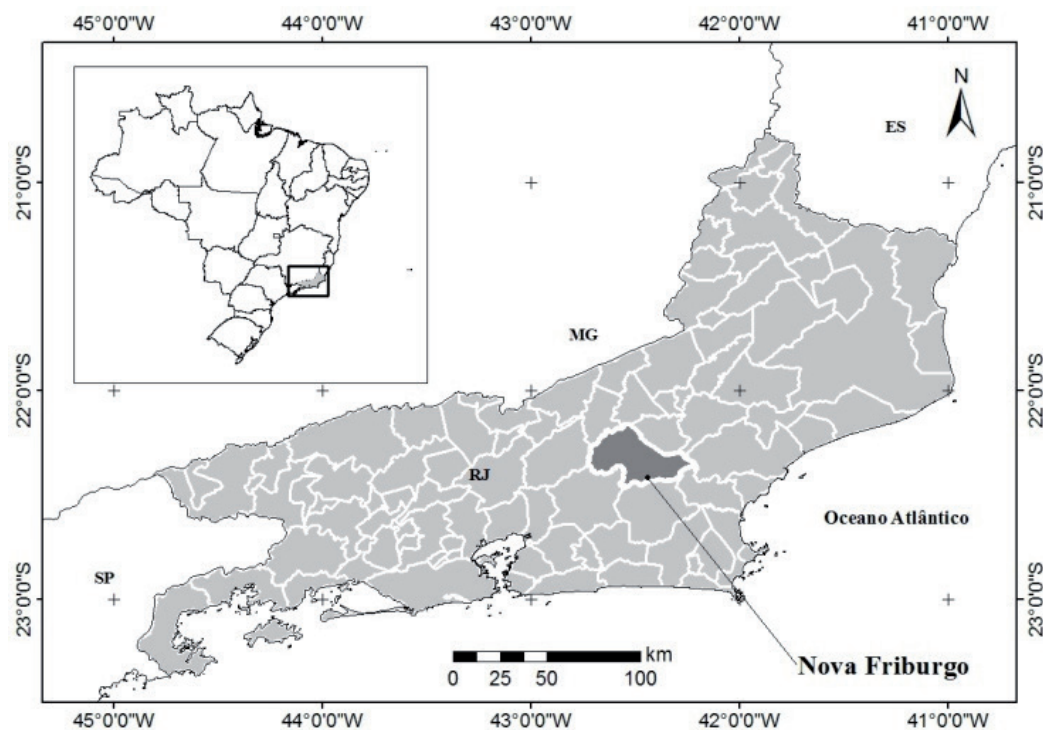 45°0'0"W 44°0'0"W 43°0'0"W 42°0'0"W 41°0'0"W
N
ES
21°0'0"S 21°0'0"S
MG
22°0'0"S 22°0'0"S
RJ
Oceano Atlântico
SP
23°0'0"S 23°0'0"S
km
0 25 50 100
Nova Friburgo
45°0'0"W 44°0'0"W 43°0'0"W 42°0'0"W 41°0'0"W